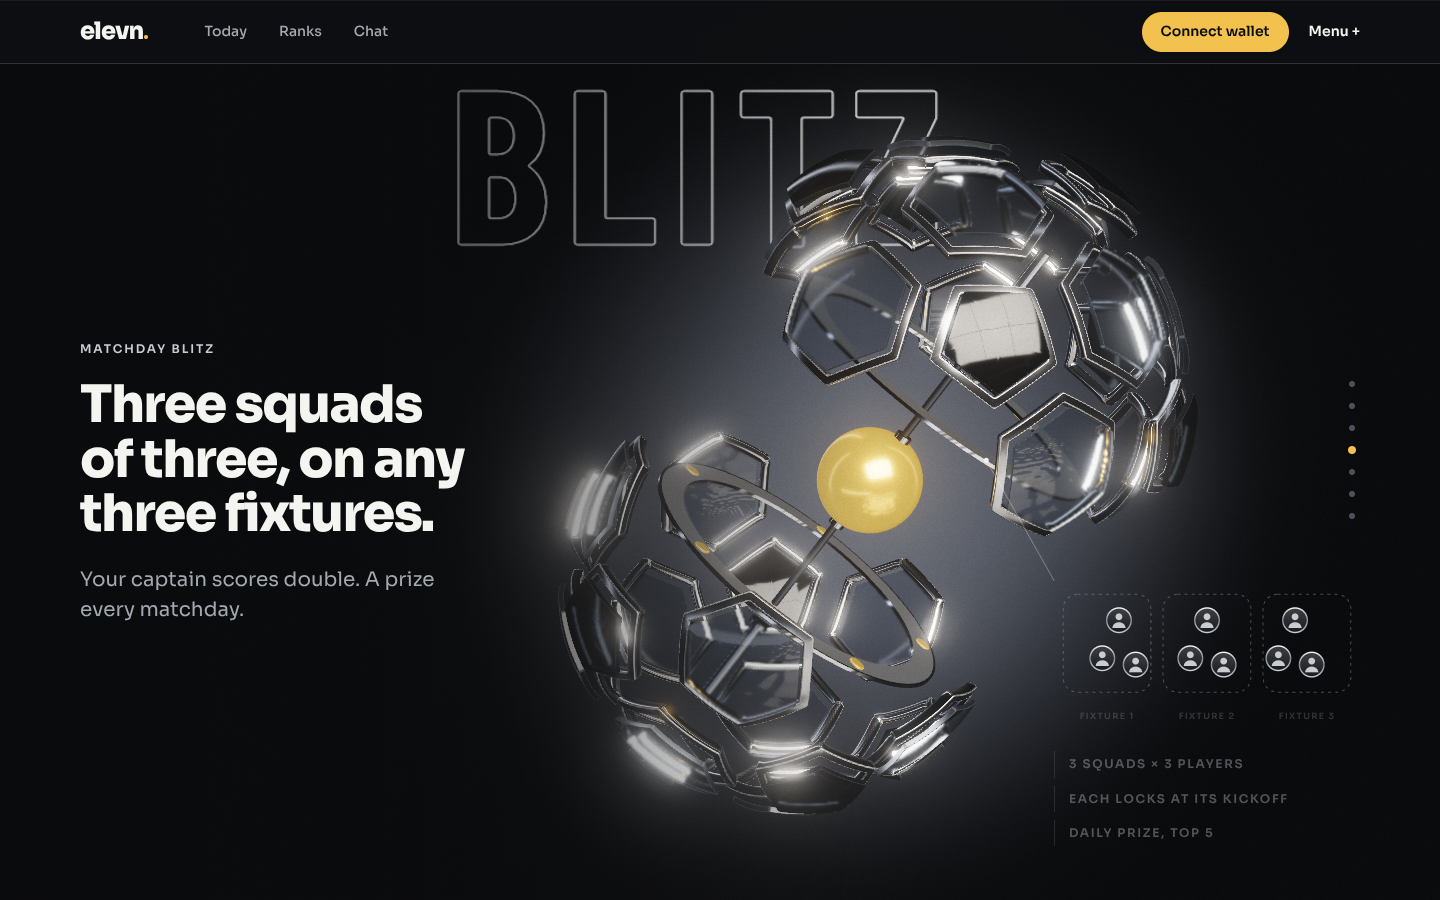 elevn.
Today
Ranks
Chat
Connect wallet
Menu +
BLITZ
MATCHDAY BLITZ
Three squads
of three, on any
three fixtures.
Your captain scores double. A prize
every matchday.
FIXTURE 1
FIXTURE 2
FIXTURE 3
3 SQUADS × 3 PLAYERS
EACH LOCKS AT ITS KICKOFF
DAILY PRIZE, TOP 5